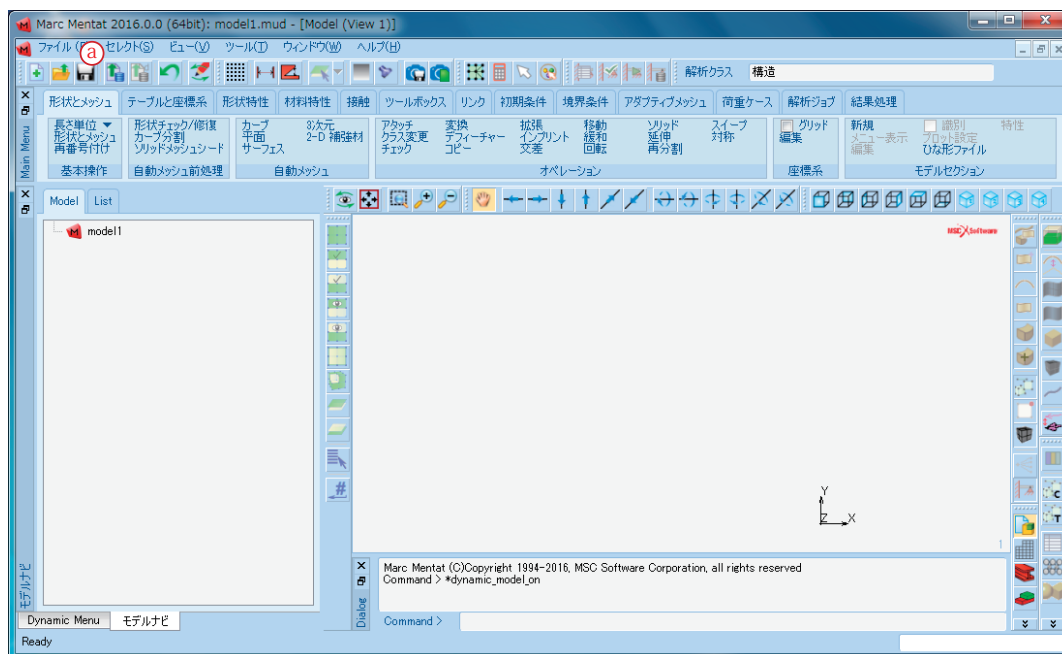 Marc Mentat 2016.0.0 (64bit): model1.mud - [Model (View 1)]
ファイル(F) セレクト(S) ビュー(V) ツール(T) ウィンドウ(W) ヘルプ(H)
a
解析クラス 構造
形状とメッシュ テーブルと座標系 形状特性 材料特性 接触 ツールボックス リンク 初期条件 境界条件 アダプティブメッシュ 荷重ケース 解析ジョブ 結果処理
Main Menu
長さ単位 形状チェック/修復 カーブ 3次元 アタッチ 変換 拡張 移動 ソリッド スイープ グリッド 新規 識別 特性
形状とメッシュ カーブ分割 平面 2-D 補強材 クラス変更 デフィーチャー インプリント 緩和 延伸 対称 編集 メニュー表示 プロット設定
再番号付け ソリッドメッシュシード サーフェス チェック コピー 交差 回転 再分割 編集 ひな形ファイル
基本操作 自動メッシュ前処理 自動メッシュ オペレーション 座標系 モデルセクション
Model List
model1
MSC Software
Y
Z X
1
モデルナビ
Dialog
Marc Mentat (C)Copyright 1994-2016, MSC Software Corporation, all rights reserved
Command > *dynamic_model_on
Command >
Dynamic Menu モデルナビ
Ready